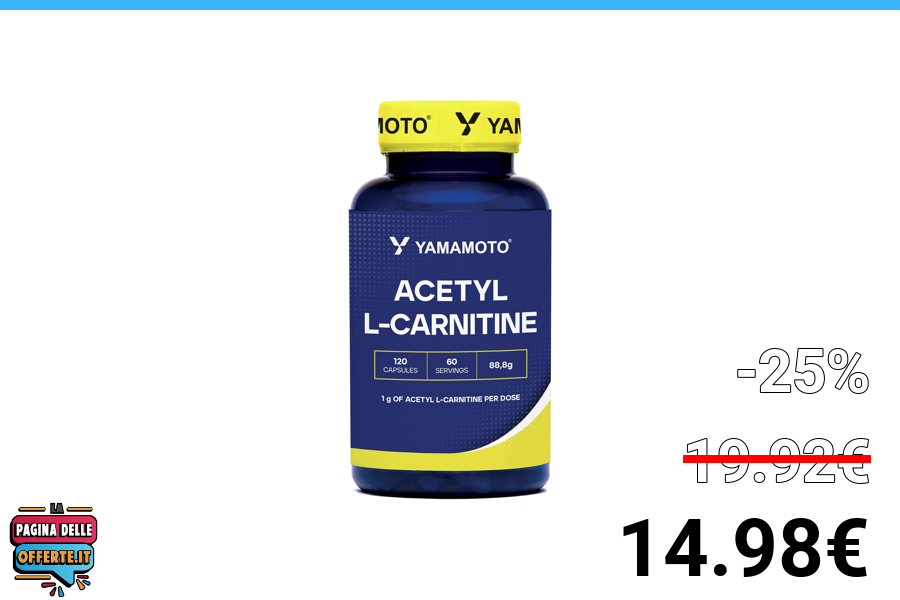 MOTO® YAM
YAMAMOTO®
ACETYL
L-CARNITINE
120 CAPSULES
60 SERVINGS
88,8g
1 g OF ACETYL L-CARNITINE PER DOSE
-25%
19.92€
14.98€
LA
PAGINA DELLE
OFFERTE.IT